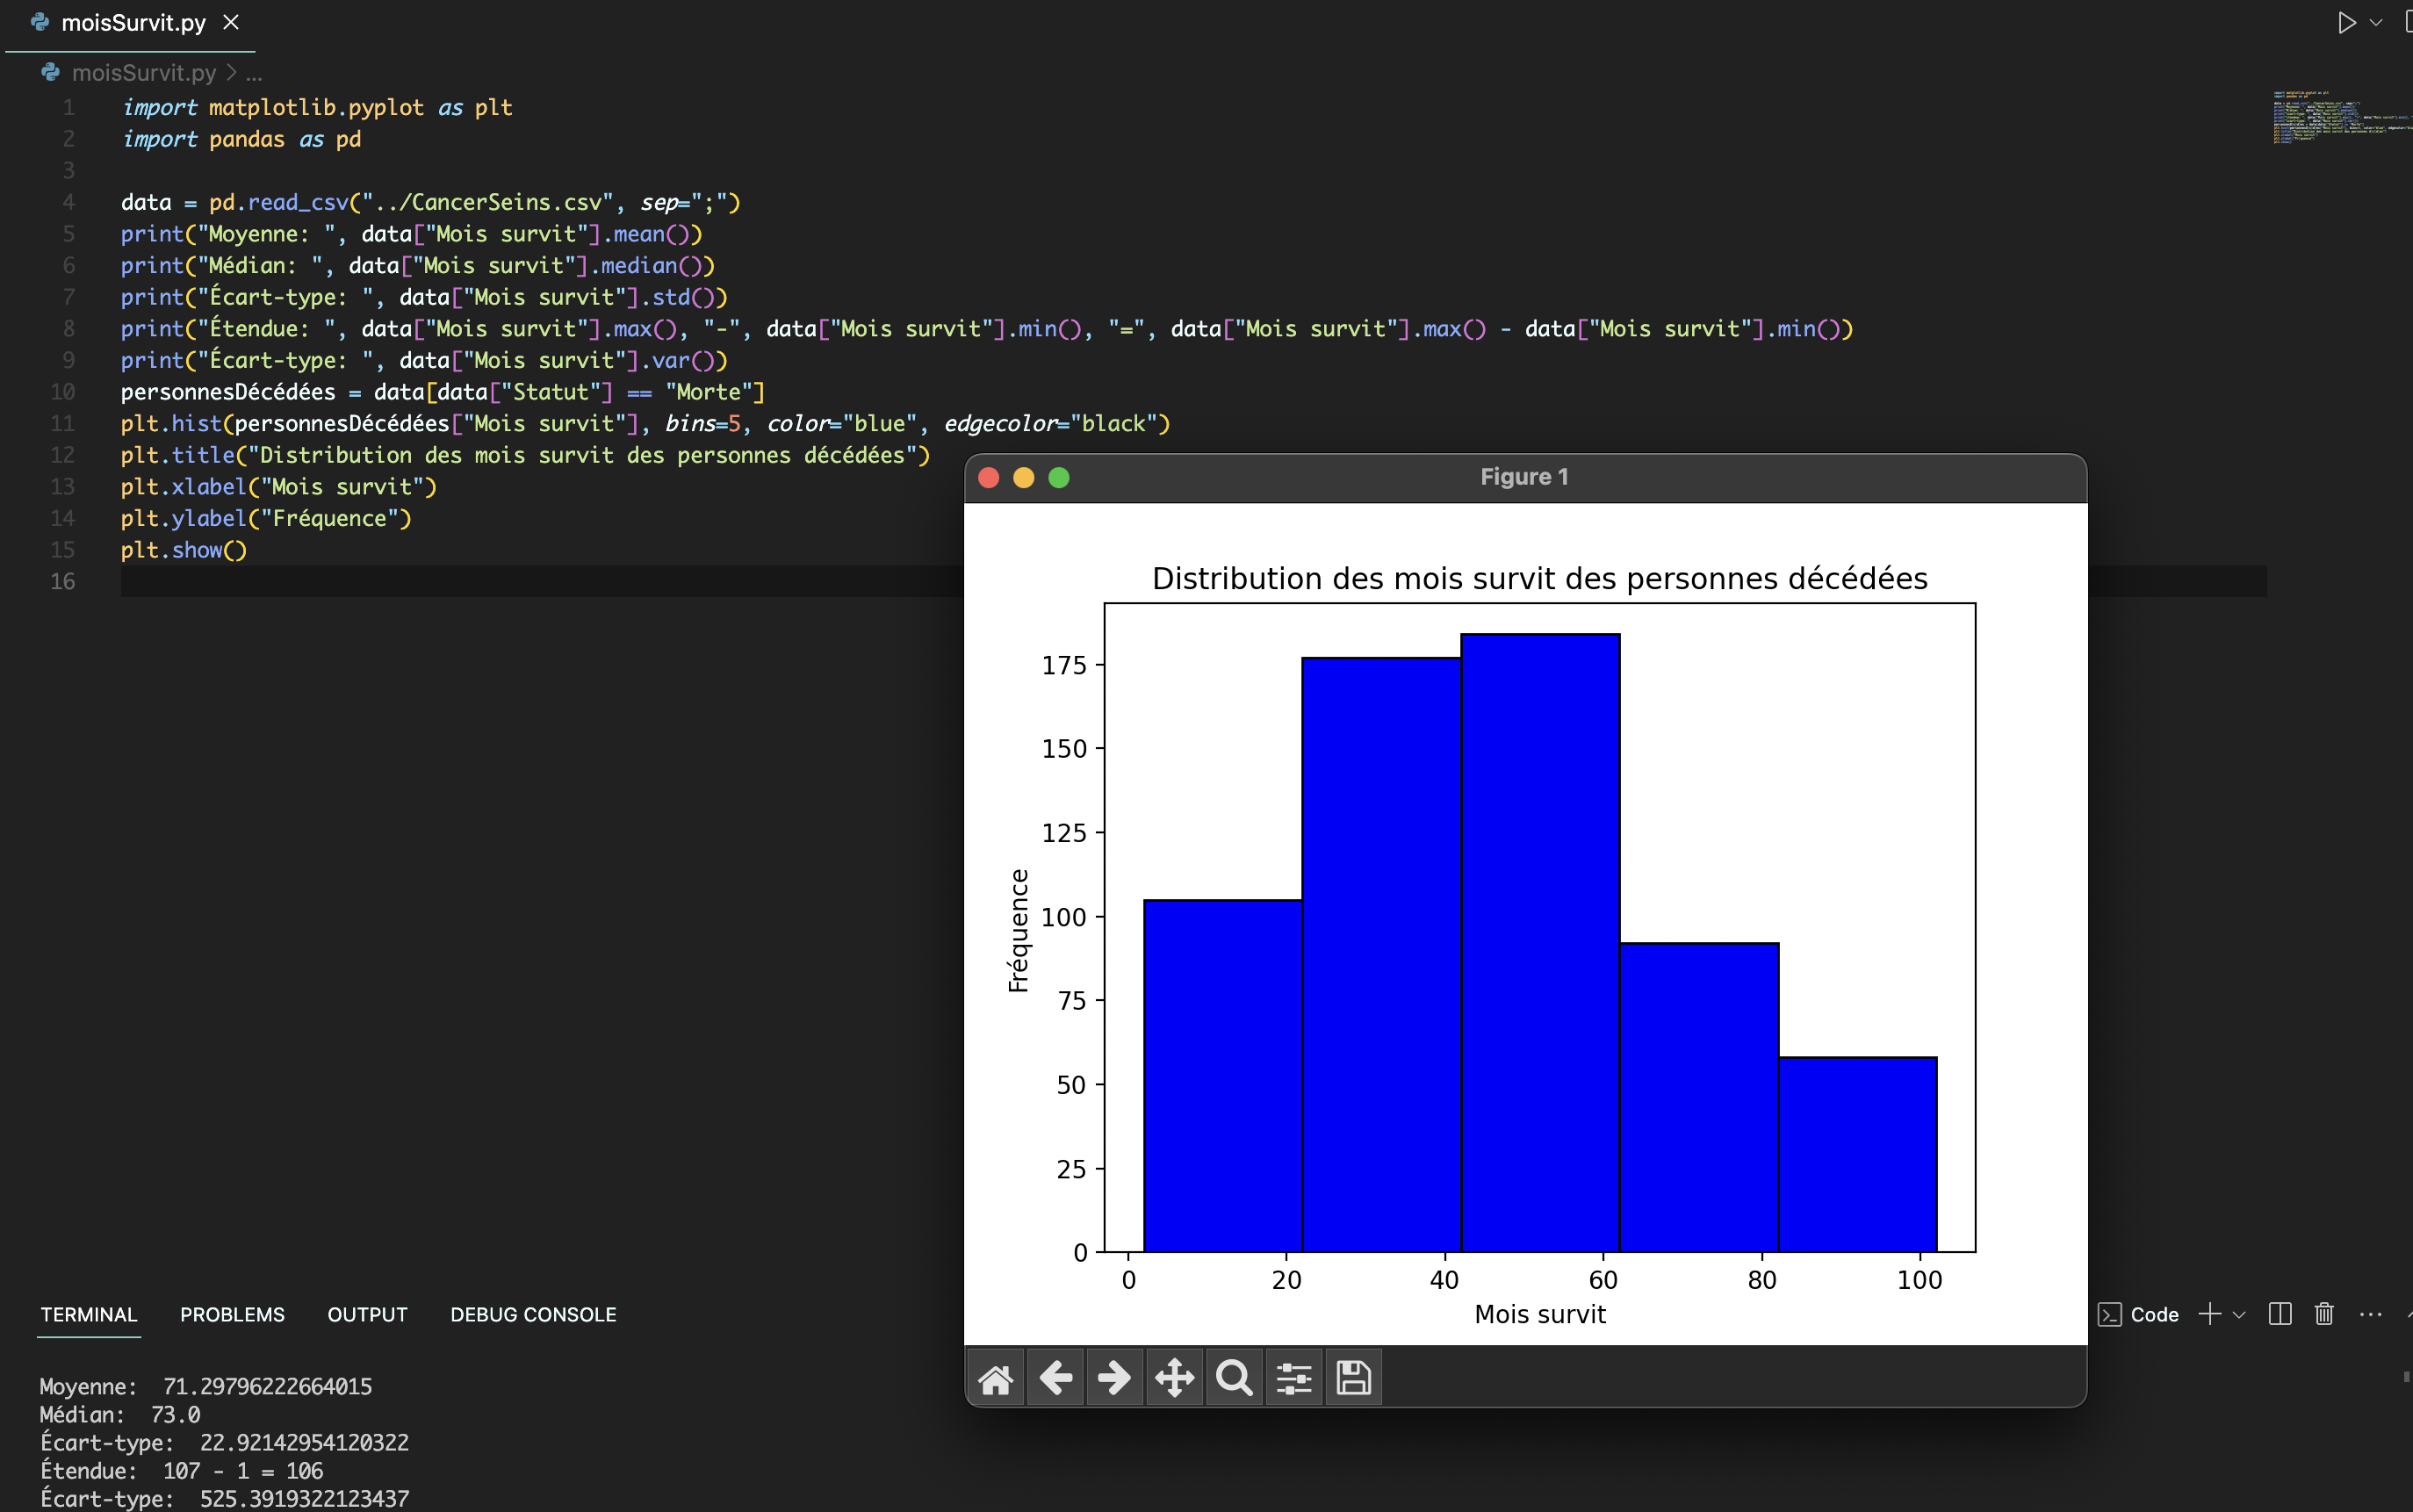 moisSurvit.py
moisSurvit.py > ...
1 import matplotlib.pyplot as plt
2 import pandas as pd
3
4 data = pd.read_csv("../CancerSeins.csv", sep=";")
5 print("Moyenne: ", data["Mois survit"].mean())
6 print("Médian: ", data["Mois survit"].median())
7 print("Écart-type: ", data["Mois survit"].std())
8 print("Étendue: ", data["Mois survit"].max(), "-", data["Mois survit"].min(), "=", data["Mois survit"].max() - data["Mois survit"].min())
9 print("Écart-type: ", data["Mois survit"].var())
10 personnesDécédées = data[data["Statut"] == "Morte"]
11 plt.hist(personnesDécédées["Mois survit"], bins=5, color="blue", edgecolor="black")
12 plt.title("Distribution des mois survit des personnes décédées")
13 plt.xlabel("Mois survit")
14 plt.ylabel("Fréquence")
15 plt.show()
16
Figure 1
Distribution des mois survit des personnes décédées
175
150
125
100
75
50
25
0
Fréquence
0 20 40 60 80 100
Mois survit
TERMINAL PROBLEMS OUTPUT DEBUG CONSOLE
Code
Moyenne:  71.29796222664015
Médian:  73.0
Écart-type:  22.92142954120322
Étendue:  107 - 1 = 106
Écart-type:  525.3919322123437